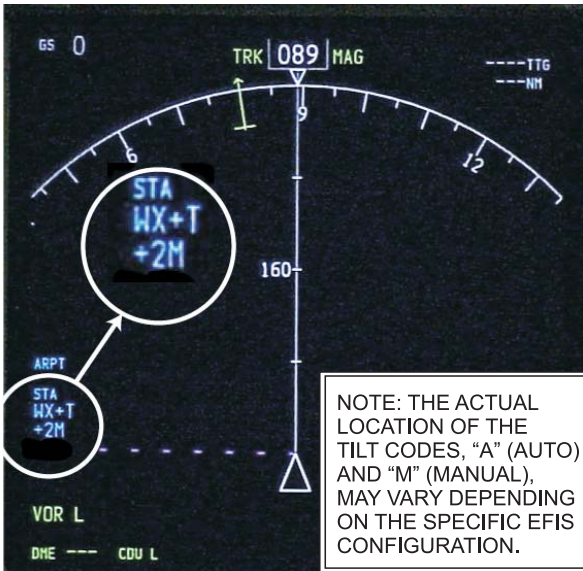 GS 0
TRK 089 MAG
----TTG
---NM
6
9
12
STA
WX+T
+2M
160
ARPT
STA
WX+T
+2M
VOR L
DME --- CDU L
NOTE: THE ACTUAL
LOCATION OF THE
TILT CODES, “A” (AUTO)
AND “M” (MANUAL),
MAY VARY DEPENDING
ON THE SPECIFIC EFIS
CONFIGURATION.